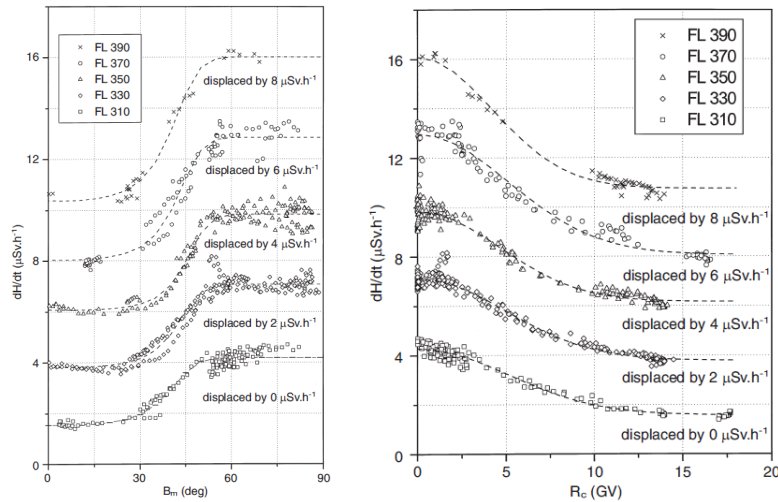 FL 390
FL 370
FL 350
FL 330
FL 310
displaced by 8 μSv.h⁻¹
displaced by 6 μSv.h⁻¹
displaced by 4 μSv.h⁻¹
displaced by 2 μSv.h⁻¹
displaced by 0 μSv.h⁻¹
dH/dt (μSv.h⁻¹)
16
12
8
4
0
0
30
60
90
Bm (deg)
FL 390
FL 370
FL 350
FL 330
FL 310
displaced by 8 μSv.h⁻¹
displaced by 6 μSv.h⁻¹
displaced by 4 μSv.h⁻¹
displaced by 2 μSv.h⁻¹
displaced by 0 μSv.h⁻¹
dH/dt (μSv.h⁻¹)
16
12
8
4
0
0
5
10
15
20
Rc (GV)